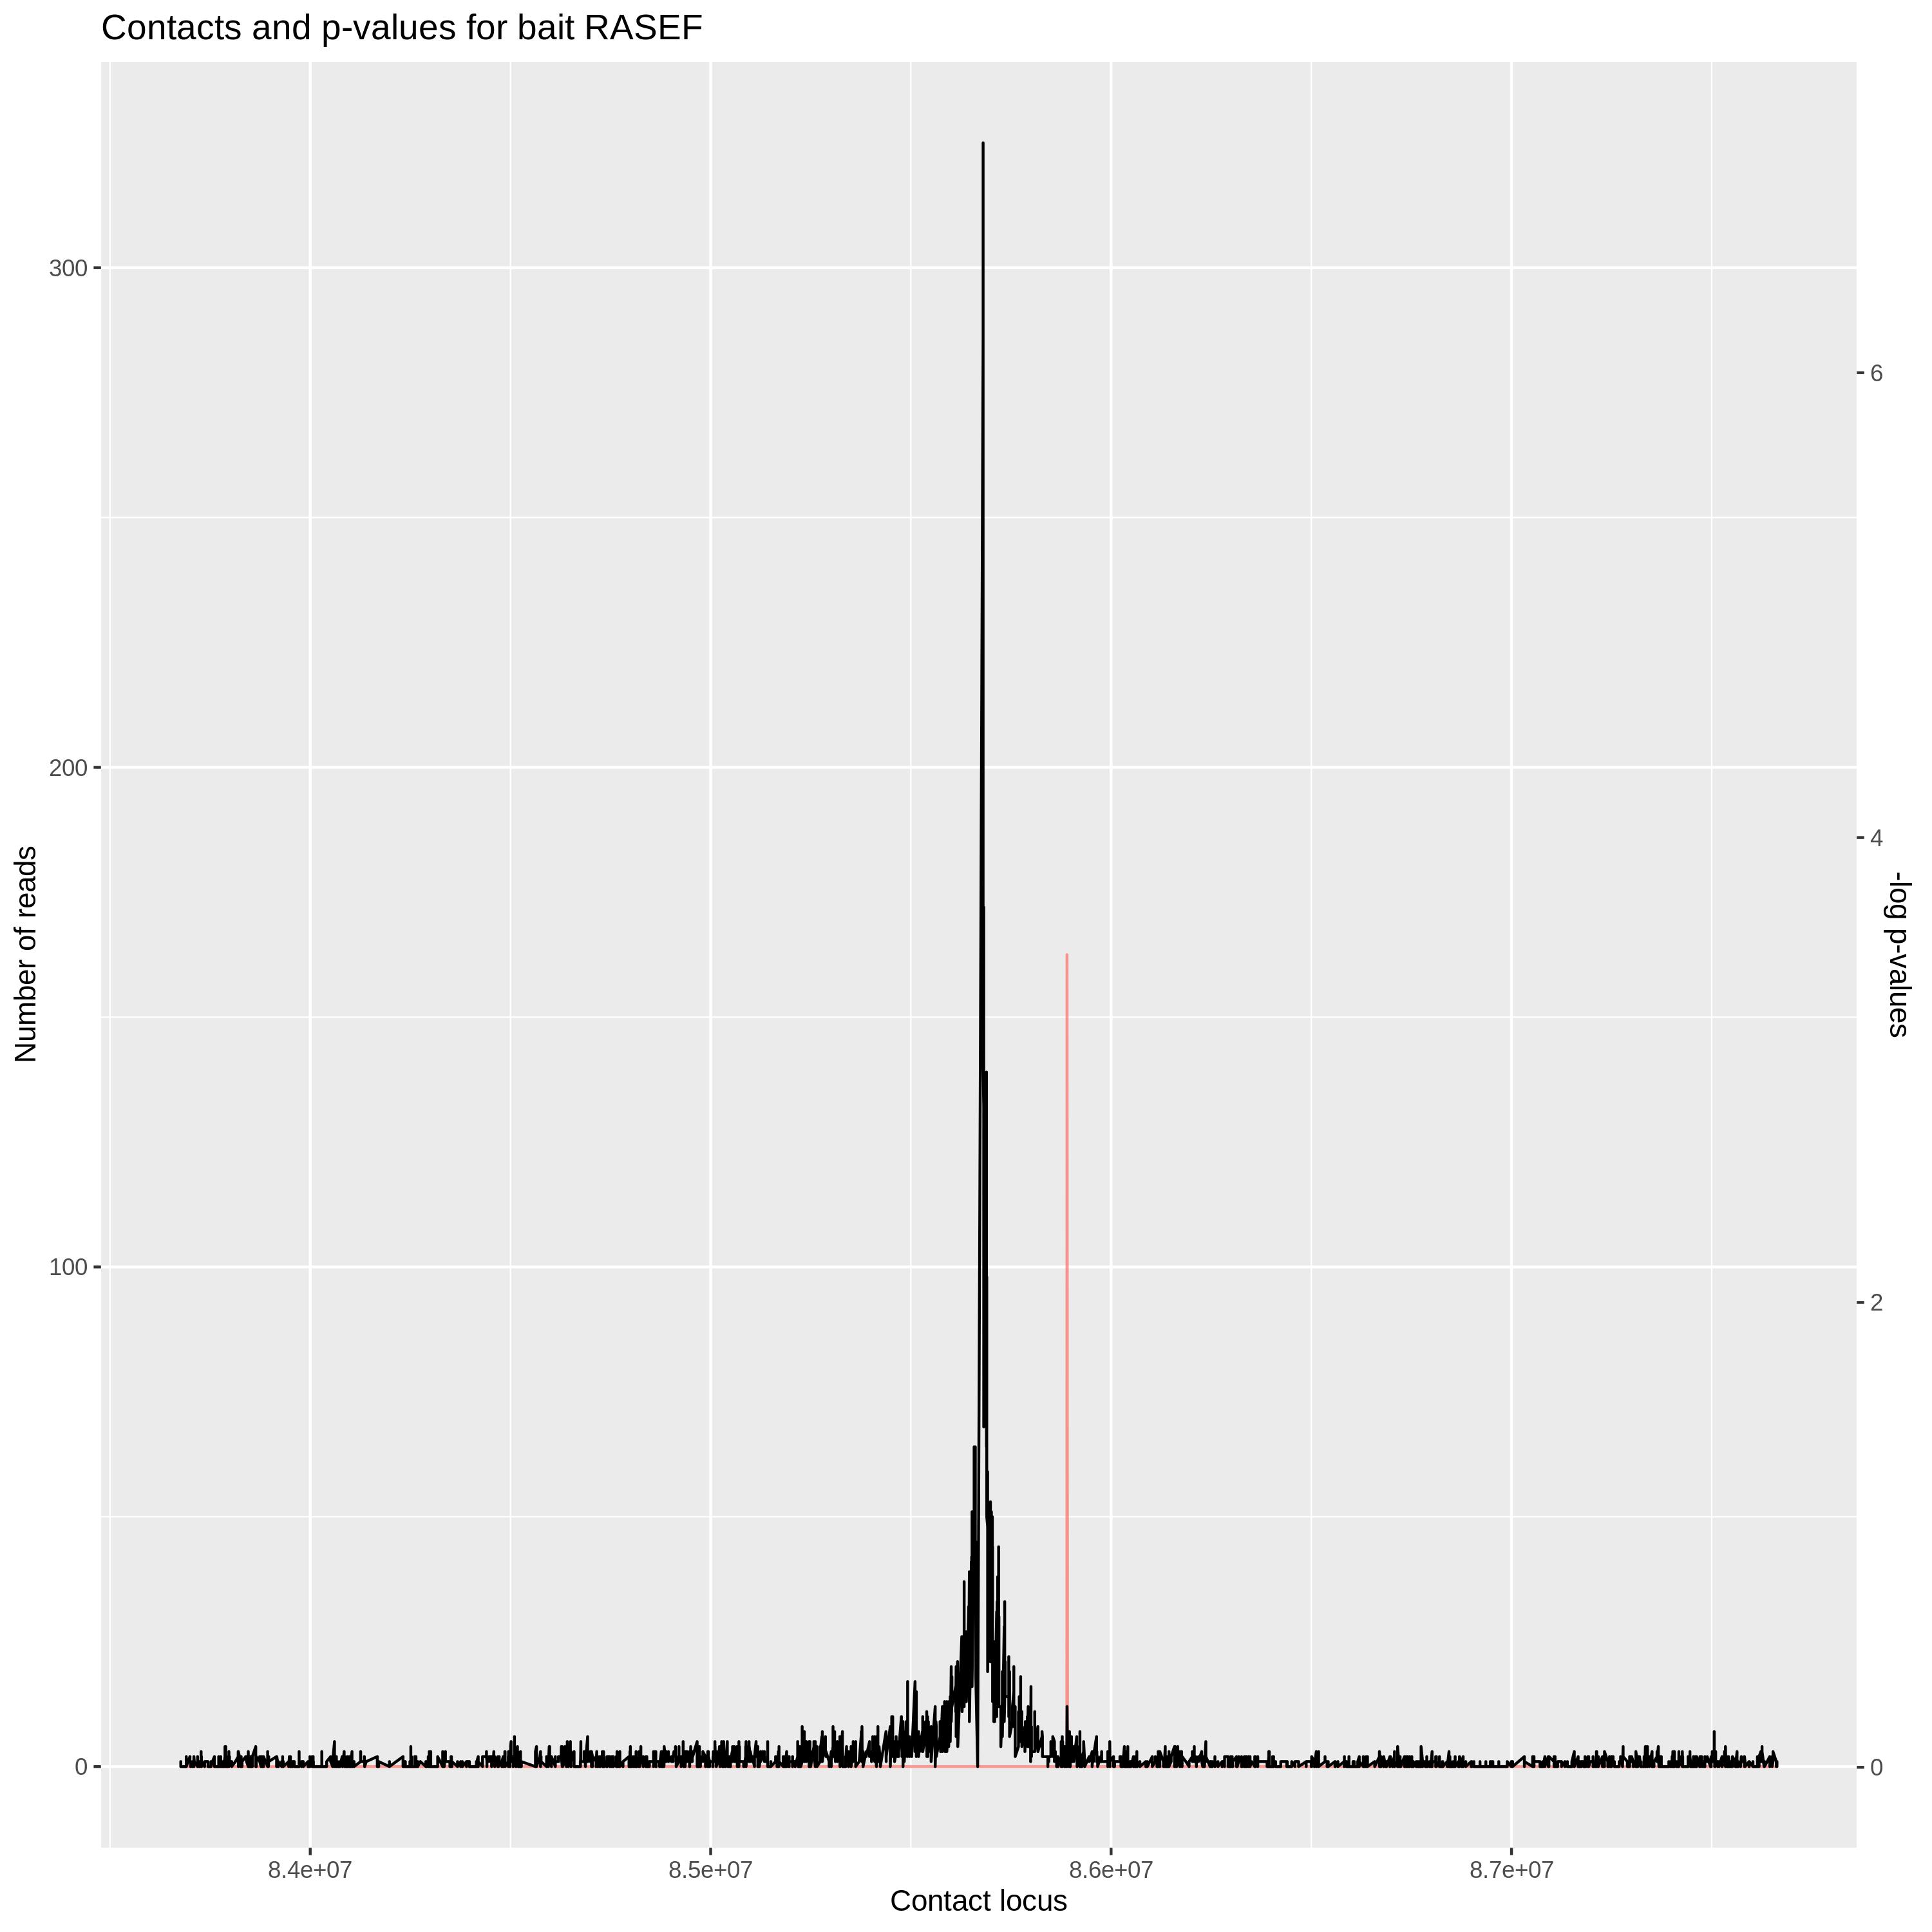 Contacts and p-values for bait RASEF
Number of reads
300
200
100
0
6
4
2
0
-log p-values
8.4e+07
8.5e+07
8.6e+07
8.7e+07
Contact locus